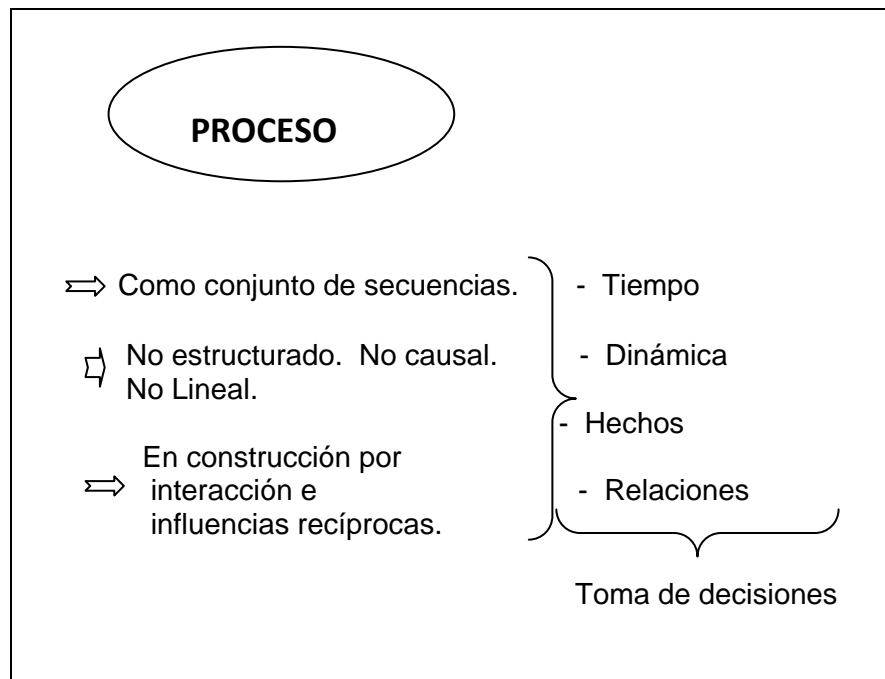 PROCESO
Como conjunto de secuencias.
No estructurado. No causal.
No Lineal.
En construcción por
interacción e
influencias recíprocas.
- Tiempo
- Dinámica
- Hechos
- Relaciones
Toma de decisiones